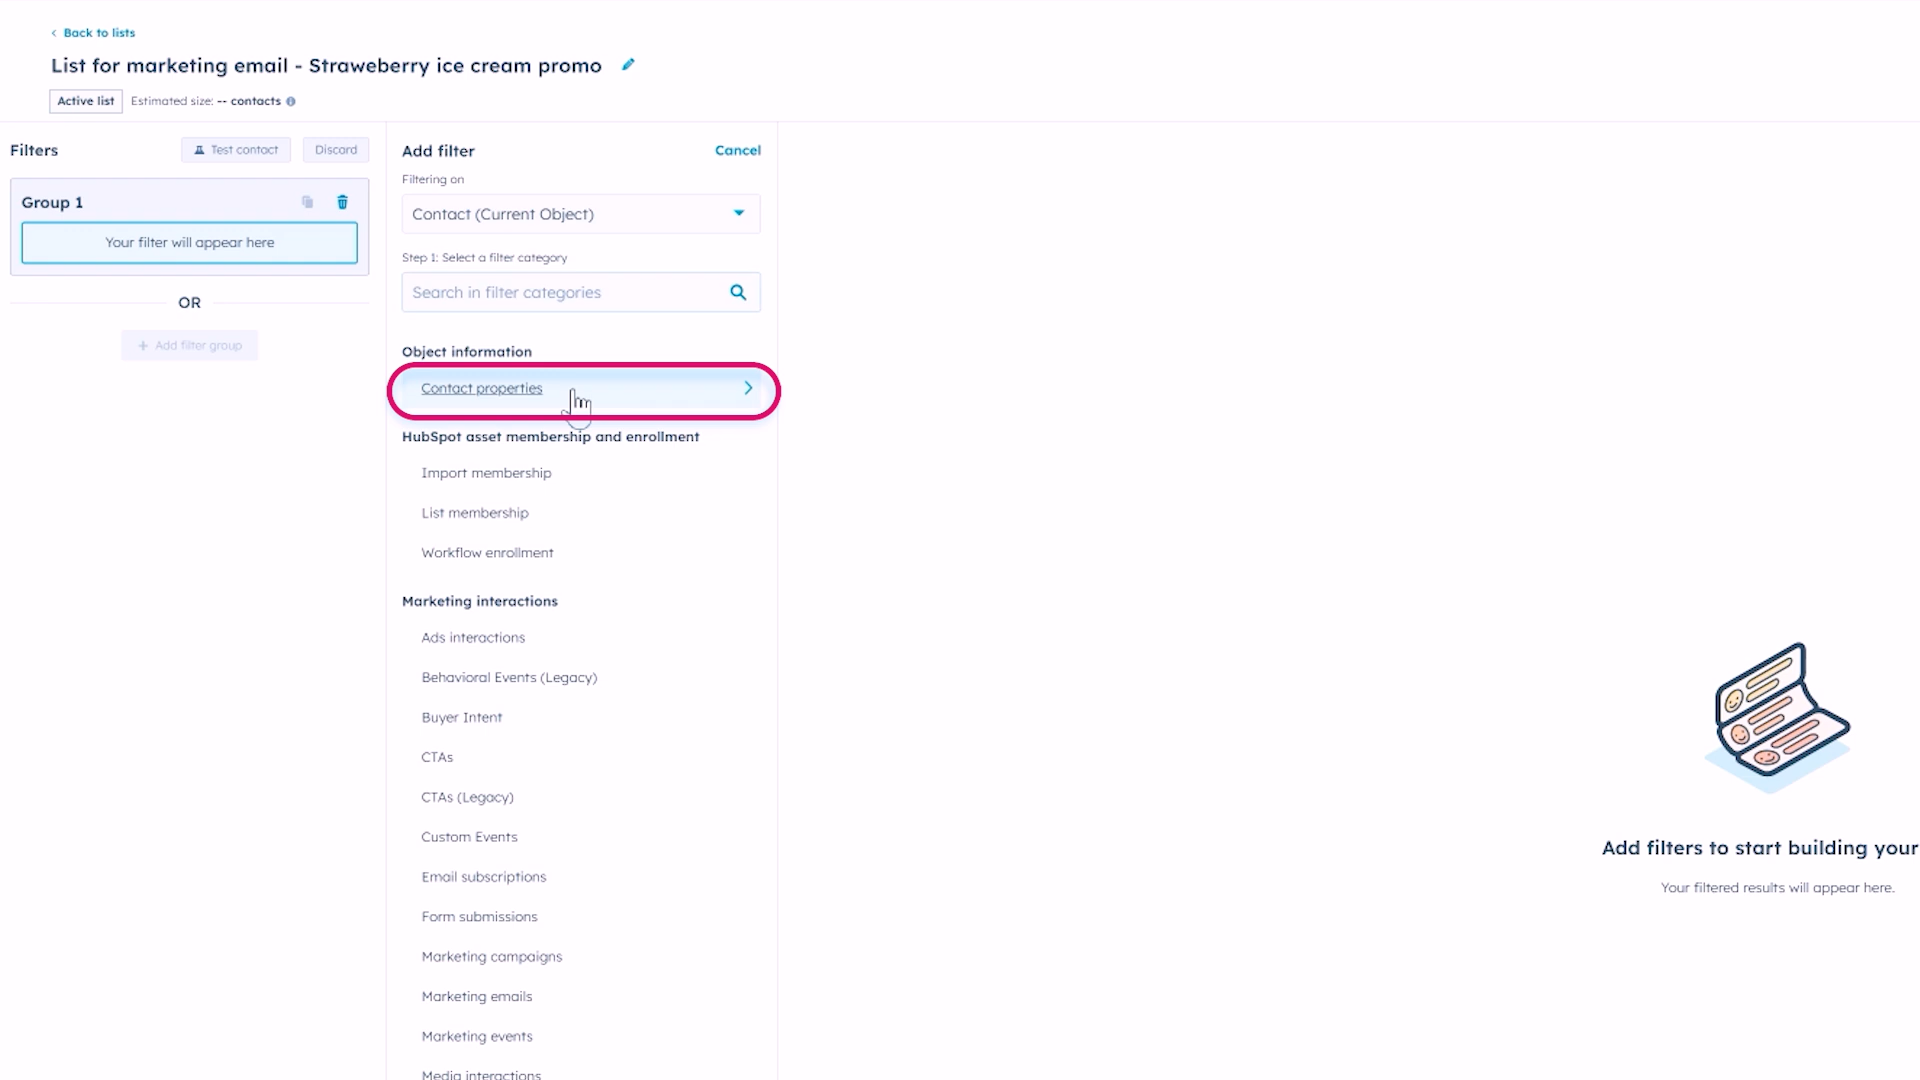 Back to lists
List for marketing email - Straweberry ice cream promo
Active list Estimated size: -- contacts
Filters Test contact Discard
Group 1
Your filter will appear here
OR
+ Add filter group
Add filter Cancel
Filtering on
Contact (Current Object)
Step 1: Select a filter category
Search in filter categories
Object information
Contact properties
HubSpot asset membership and enrollment
Import membership
List membership
Workflow enrollment
Marketing interactions
Ads interactions
Behavioral Events (Legacy)
Buyer Intent
CTAs
CTAs (Legacy)
Custom Events
Email subscriptions
Form submissions
Marketing campaigns
Marketing emails
Marketing events
Media interactions
Add filters to start building your
Your filtered results will appear here.